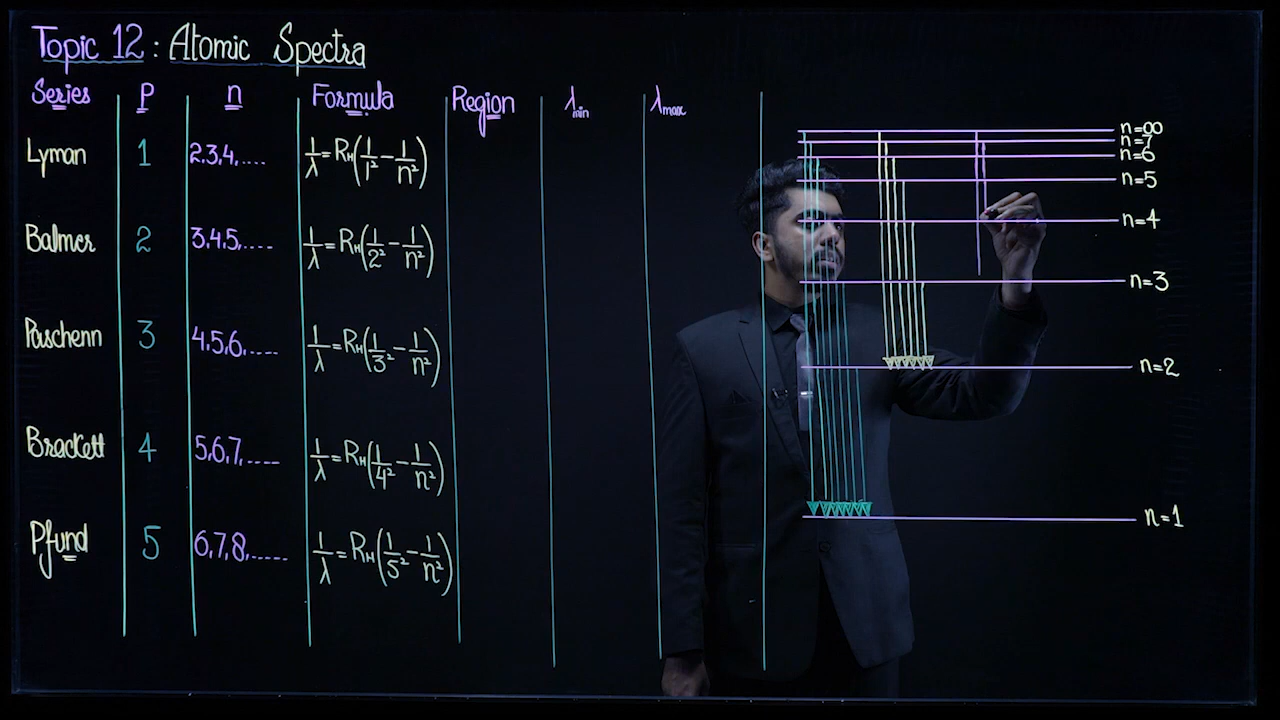 Topic 12 : Atomic Spectra
Series P n Formula Region λmin λmax
Lyman 1 2,3,4,.... 1/λ = RH(1/1² − 1/n²)
Balmer 2 3,4,5,.... 1/λ = RH(1/2² − 1/n²)
Paschenn 3 4,5,6,..... 1/λ = RH(1/3² − 1/n²)
Brackett 4 5,6,7,..... 1/λ = RH(1/4² − 1/n²)
Pfund 5 6,7,8,...... 1/λ = RH(1/5² − 1/n²)
n=∞
n=7
n=6
n=5
n=4
n=3
n=2
n=1